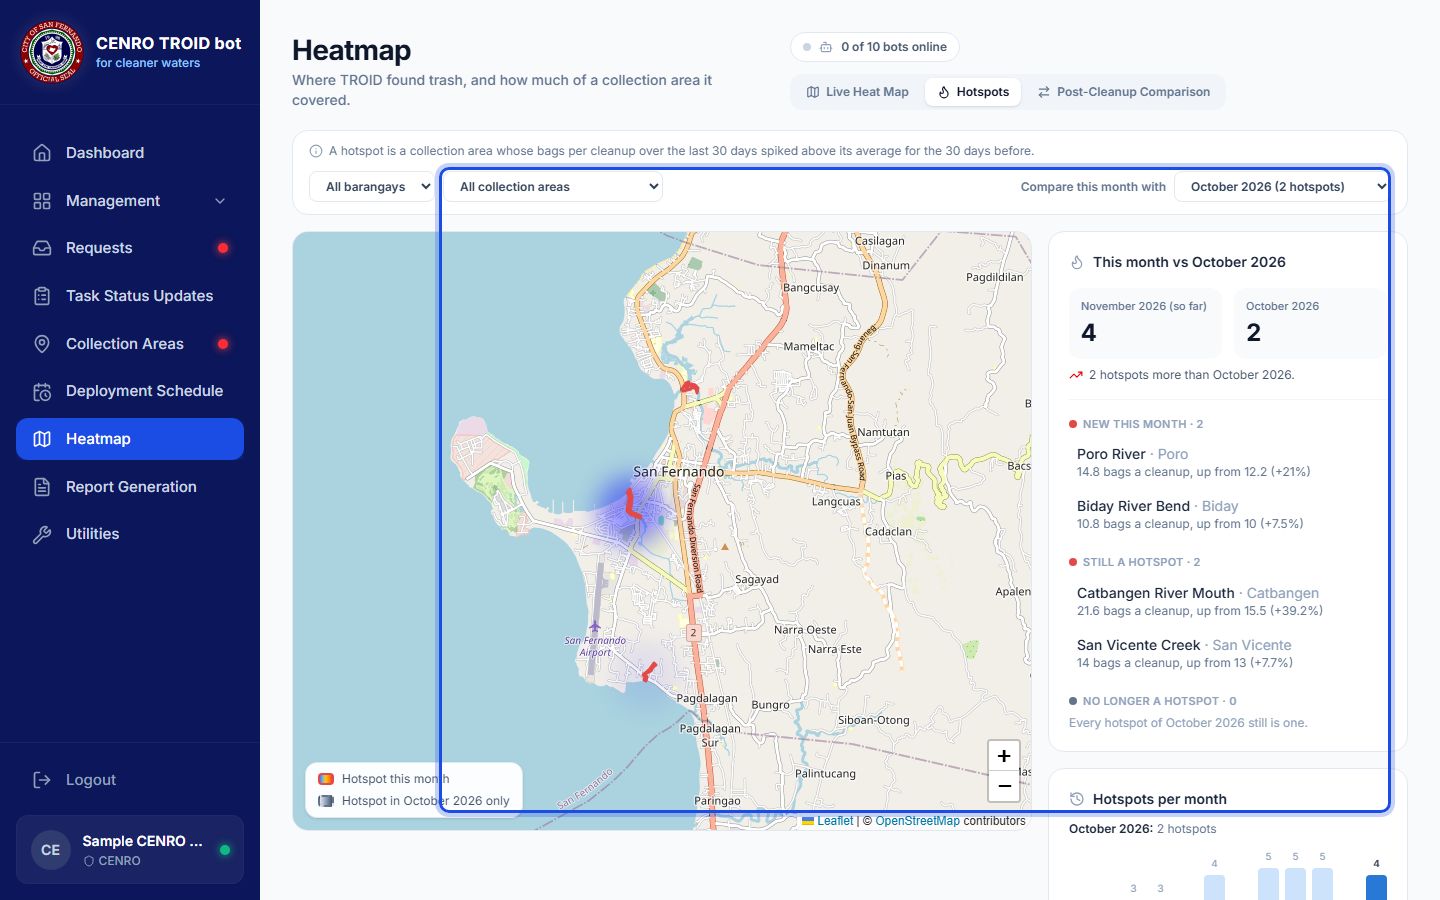 CITY OF SAN FERNANDO
OFFICIAL SEAL
CENRO TROID bot
for cleaner waters
Dashboard
Management
Requests
Task Status Updates
Collection Areas
Deployment Schedule
Heatmap
Report Generation
Utilities
Logout
CE
Sample CENRO ...
CENRO
Heatmap
Where TROID found trash, and how much of a collection area it
covered.
0 of 10 bots online
Live Heat Map
Hotspots
Post-Cleanup Comparison
A hotspot is a collection area whose bags per cleanup over the last 30 days spiked above its average for the 30 days before.
All barangays
All collection areas
Compare this month with
October 2026 (2 hotspots)
Casilagan
Dinanum
Pagdildilan
Bangcusay
Mameltac
Bauang-San Fernando-San Juan Bypass Road
B
Namtutan
San Fernando
Bacs
Pias
Langcuas
Cadaclan
San Fernando Diversion Road
Sagayad
Apalen
San Fernando
Airport
2
Narra Oeste
Narra Este
Pagdalagan
Bungro
Siboan-Otong
Pagdalagan
Sur
Palintucang
Mas
San Fernando
Paringao
+
−
Hotspot this month
Hotspot in October 2026 only
Leaflet | © OpenStreetMap contributors
This month vs October 2026
November 2026 (so far)
4
October 2026
2
2 hotspots more than October 2026.
NEW THIS MONTH · 2
Poro River · Poro
14.8 bags a cleanup, up from 12.2 (+21%)
Biday River Bend · Biday
10.8 bags a cleanup, up from 10 (+7.5%)
STILL A HOTSPOT · 2
Catbangen River Mouth · Catbangen
21.6 bags a cleanup, up from 15.5 (+39.2%)
San Vicente Creek · San Vicente
14 bags a cleanup, up from 13 (+7.7%)
NO LONGER A HOTSPOT · 0
Every hotspot of October 2026 still is one.
Hotspots per month
October 2026: 2 hotspots
3 3 4 5 5 5 4